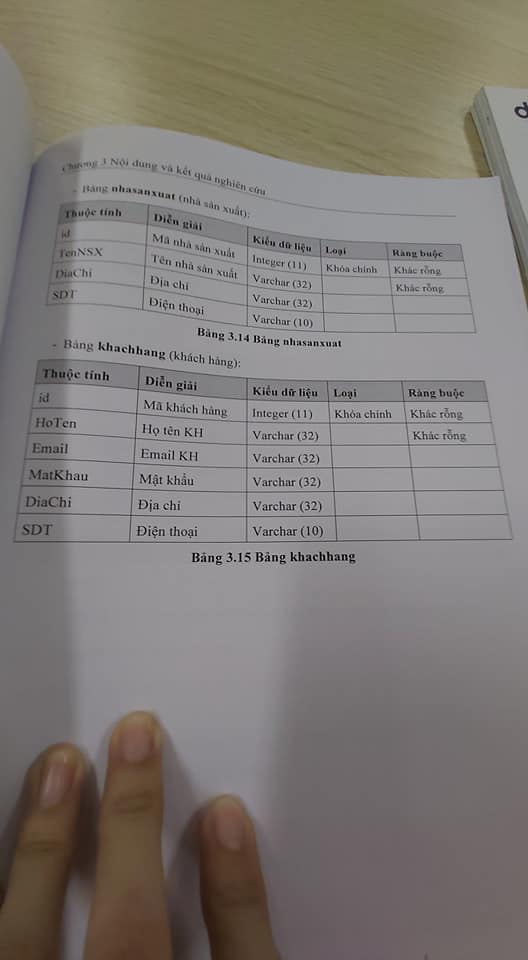 Chương 3 Nội dung và kết quả nghiên cứu
- Bảng nhasanxuat (nhà sản xuất):
Thuộc tính Diễn giải Kiểu dữ liệu Loại Ràng buộc
id Mã nhà sản xuất Integer (11) Khóa chính Khác rỗng
TenNSX Tên nhà sản xuất Varchar (32) Khác rỗng
DiaChi Địa chỉ Varchar (32)
SDT Điện thoại Varchar (10)
Bảng 3.14 Bảng nhasanxuat
- Bảng khachhang (khách hàng):
Thuộc tính Diễn giải Kiểu dữ liệu Loại Ràng buộc
id Mã khách hàng Integer (11) Khóa chính Khác rỗng
HoTen Họ tên KH Varchar (32) Khác rỗng
Email Email KH Varchar (32)
MatKhau Mật khẩu Varchar (32)
DiaChi Địa chỉ Varchar (32)
SDT Điện thoại Varchar (10)
Bảng 3.15 Bảng khachhang